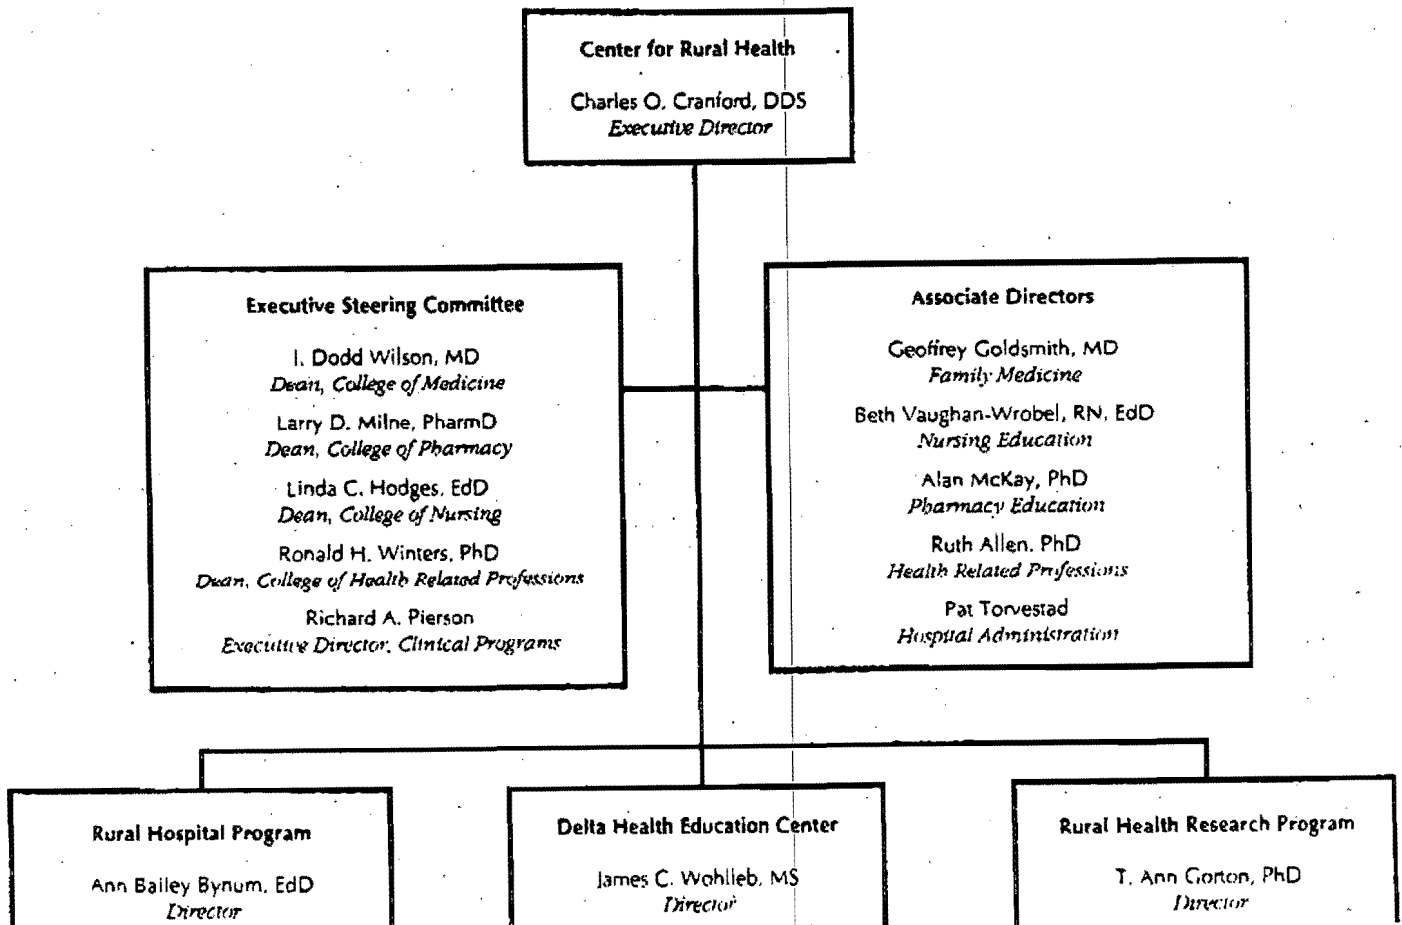 Center for Rural Health
Charles O. Cranford, DDS
Executive Director
Executive Steering Committee
I. Dodd Wilson, MD
Dean, College of Medicine
Larry D. Milne, PharmD
Dean, College of Pharmacy
Linda C. Hodges, EdD
Dean, College of Nursing
Ronald H. Winters, PhD
Dean, College of Health Related Professions
Richard A. Pierson
Executive Director, Clinical Programs
Associate Directors
Geoffrey Goldsmith, MD
Family Medicine
Beth Vaughan-Wrobel, RN, EdD
Nursing Education
Alan McKay, PhD
Pharmacy Education
Ruth Allen, PhD
Health Related Professions
Pat Torvestad
Hospital Administration
Rural Hospital Program
Ann Bailey Bynum, EdD
Director
Delta Health Education Center
James C. Wohlleb, MS
Director
Rural Health Research Program
T. Ann Gorton, PhD
Director